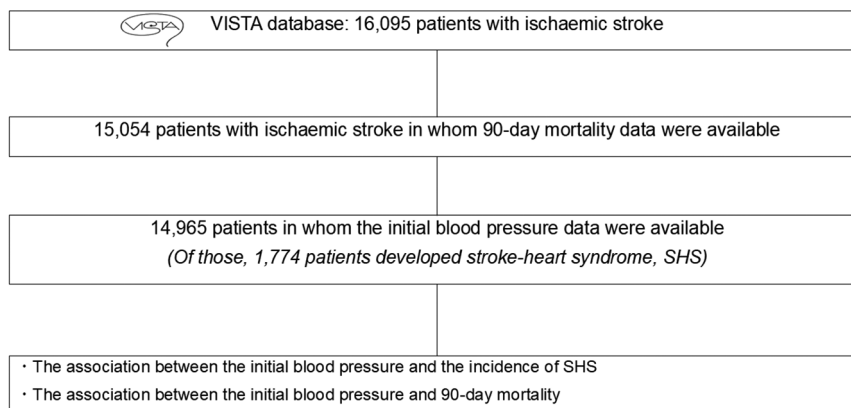 VISTA
VISTA database: 16,095 patients with ischaemic stroke
15,054 patients with ischaemic stroke in whom 90-day mortality data were available
14,965 patients in whom the initial blood pressure data were available
(Of those, 1,774 patients developed stroke-heart syndrome, SHS)
・The association between the initial blood pressure and the incidence of SHS
・The association between the initial blood pressure and 90-day mortality